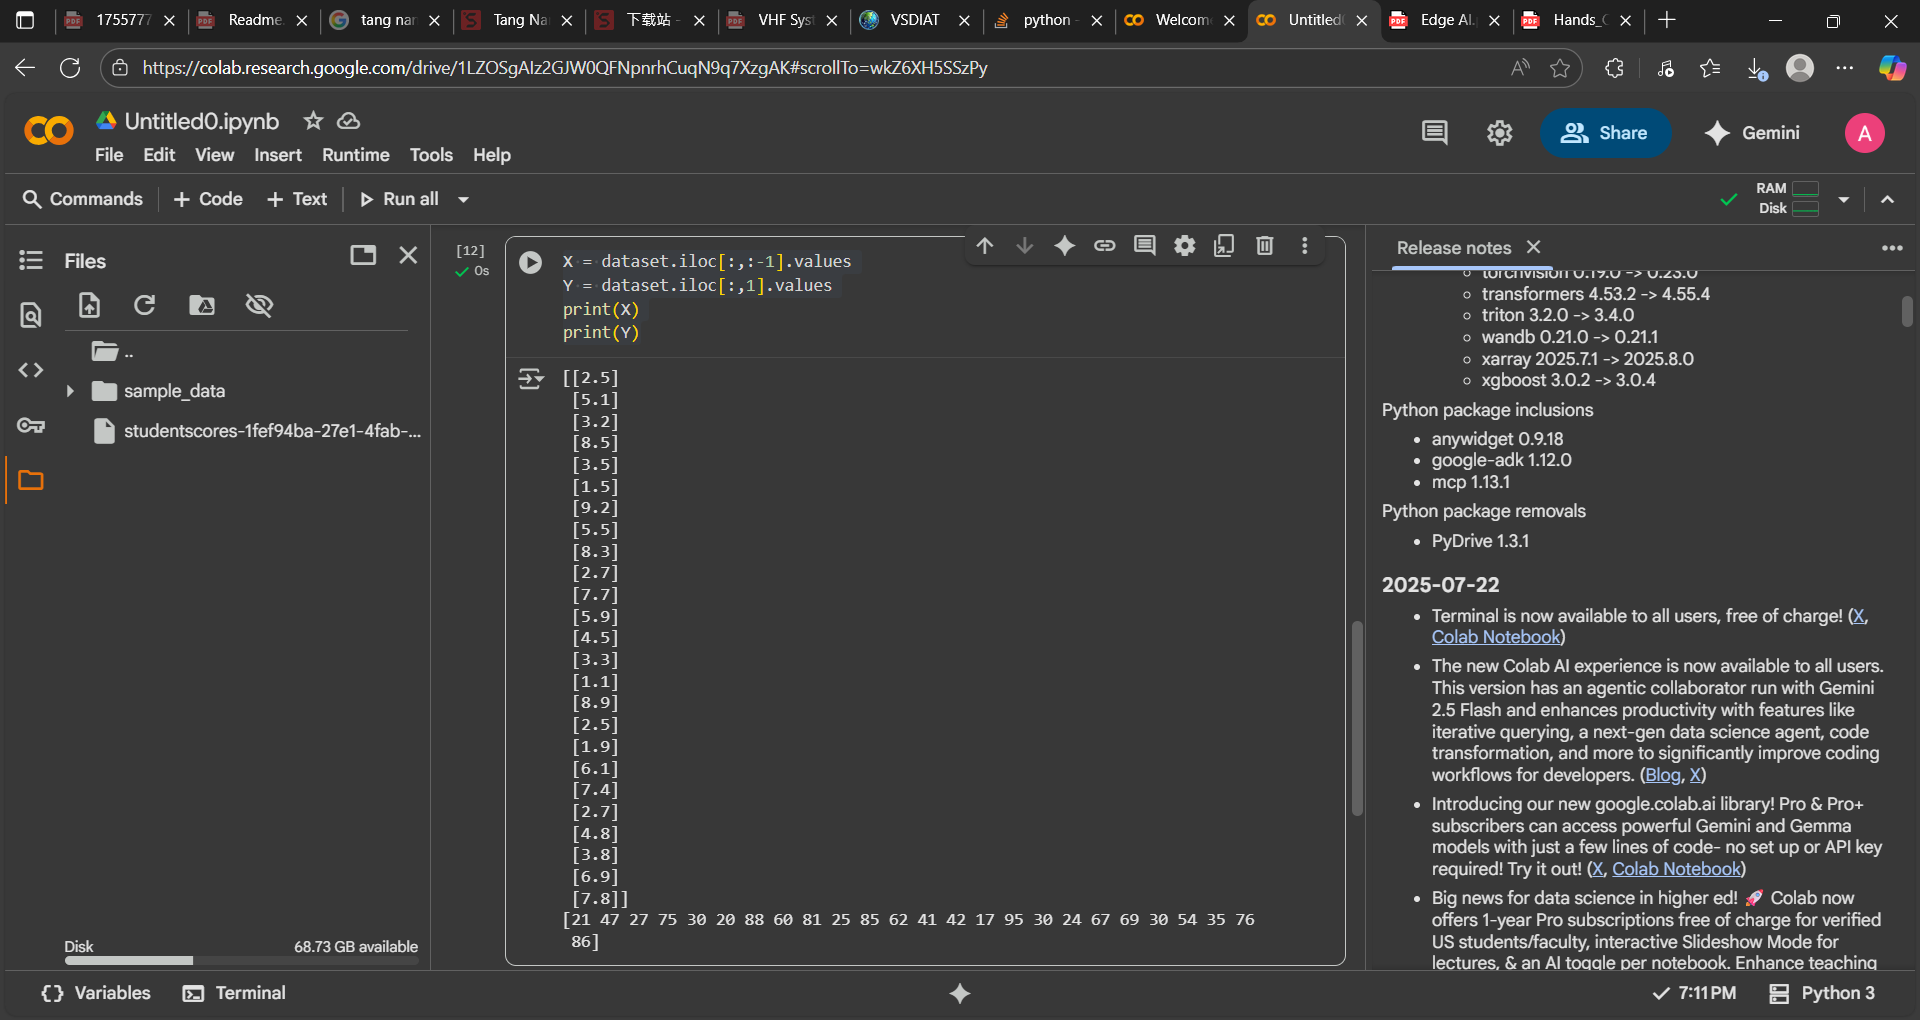 1755577
Readme
tang nar
Tang Na
下载站 -
VHF Syst
VSDIAT
python -
Welcom
Untitled
Edge AI.
Hands_
https://colab.research.google.com/drive/1LZOSgAIz2GJW0QFNpnrhCuqN9q7XzgAK#scrollTo=wkZ6XH5SSzPy
Untitled0.ipynb
Share
Gemini
A
File Edit View Insert Runtime Tools Help
Commands + Code + Text Run all
RAM
Disk
Files
..
sample_data
studentscores-1fef94ba-27e1-4fab-...
Disk 68.73 GB available
[12]
0s
X = dataset.iloc[:,:-1].values
Y = dataset.iloc[:,1].values
print(X)
print(Y)
[[2.5]
[5.1]
[3.2]
[8.5]
[3.5]
[1.5]
[9.2]
[5.5]
[8.3]
[2.7]
[7.7]
[5.9]
[4.5]
[3.3]
[1.1]
[8.9]
[2.5]
[1.9]
[6.1]
[7.4]
[2.7]
[4.8]
[3.8]
[6.9]
[7.8]]
[21 47 27 75 30 20 88 60 81 25 85 62 41 42 17 95 30 24 67 69 30 54 35 76
86]
Release notes
torchvision 0.19.0 -> 0.23.0
transformers 4.53.2 -> 4.55.4
triton 3.2.0 -> 3.4.0
wandb 0.21.0 -> 0.21.1
xarray 2025.7.1 -> 2025.8.0
xgboost 3.0.2 -> 3.0.4
Python package inclusions
anywidget 0.9.18
google-adk 1.12.0
mcp 1.13.1
Python package removals
PyDrive 1.3.1
2025-07-22
Terminal is now available to all users, free of charge! (X,
Colab Notebook)
The new Colab AI experience is now available to all users.
This version has an agentic collaborator run with Gemini
2.5 Flash and enhances productivity with features like
iterative querying, a next-gen data science agent, code
transformation, and more to significantly improve coding
workflows for developers. (Blog, X)
Introducing our new google.colab.ai library! Pro & Pro+
subscribers can access powerful Gemini and Gemma
models with just a few lines of code- no set up or API key
required! Try it out! (X, Colab Notebook)
Big news for data science in higher ed! 🚀 Colab now
offers 1-year Pro subscriptions free of charge for verified
US students/faculty, interactive Slideshow Mode for
lectures, & an AI toggle per notebook. Enhance teaching
Variables Terminal
7:11 PM Python 3